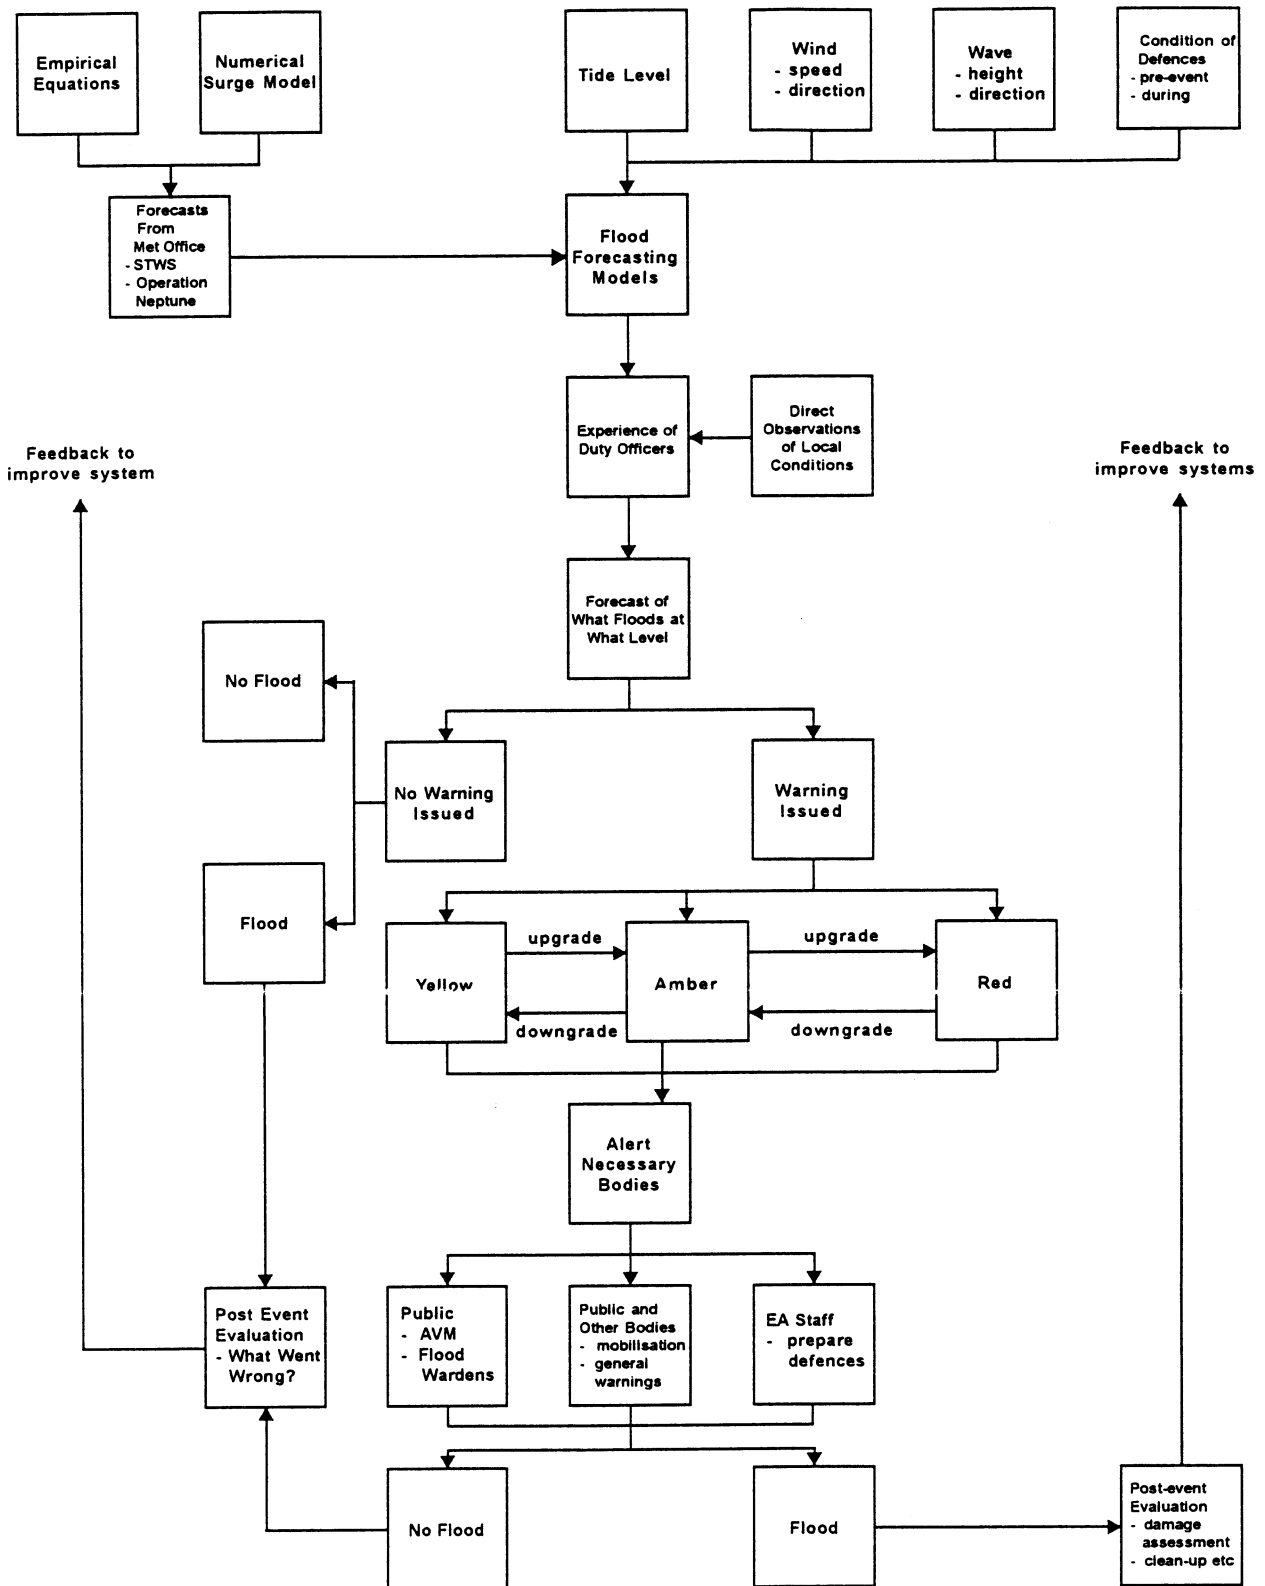 Empirical
Equations
Numerical
Surge Model
Tide Level
Wind
- speed
- direction
Wave
- height
- direction
Condition of
Defences
- pre-event
- during
Forecasts
From
Met Office
- STWS
- Operation
Neptune
Flood
Forecasting
Models
Experience of
Duty Officers
Direct
Observations
of Local
Conditions
Feedback to
improve system
Feedback to
improve systems
Forecast of
What Floods at
What Level
No Flood
No Warning
Issued
Warning
Issued
Flood
Yellow
upgrade
downgrade
Amber
upgrade
downgrade
Red
Alert
Necessary
Bodies
Post Event
Evaluation
- What Went
Wrong?
Public
- AVM
- Flood
Wardens
Public and
Other Bodies
- mobilisation
- general
warnings
EA Staff
- prepare
defences
No Flood
Flood
Post-event
Evaluation
- damage
assessment
- clean-up etc